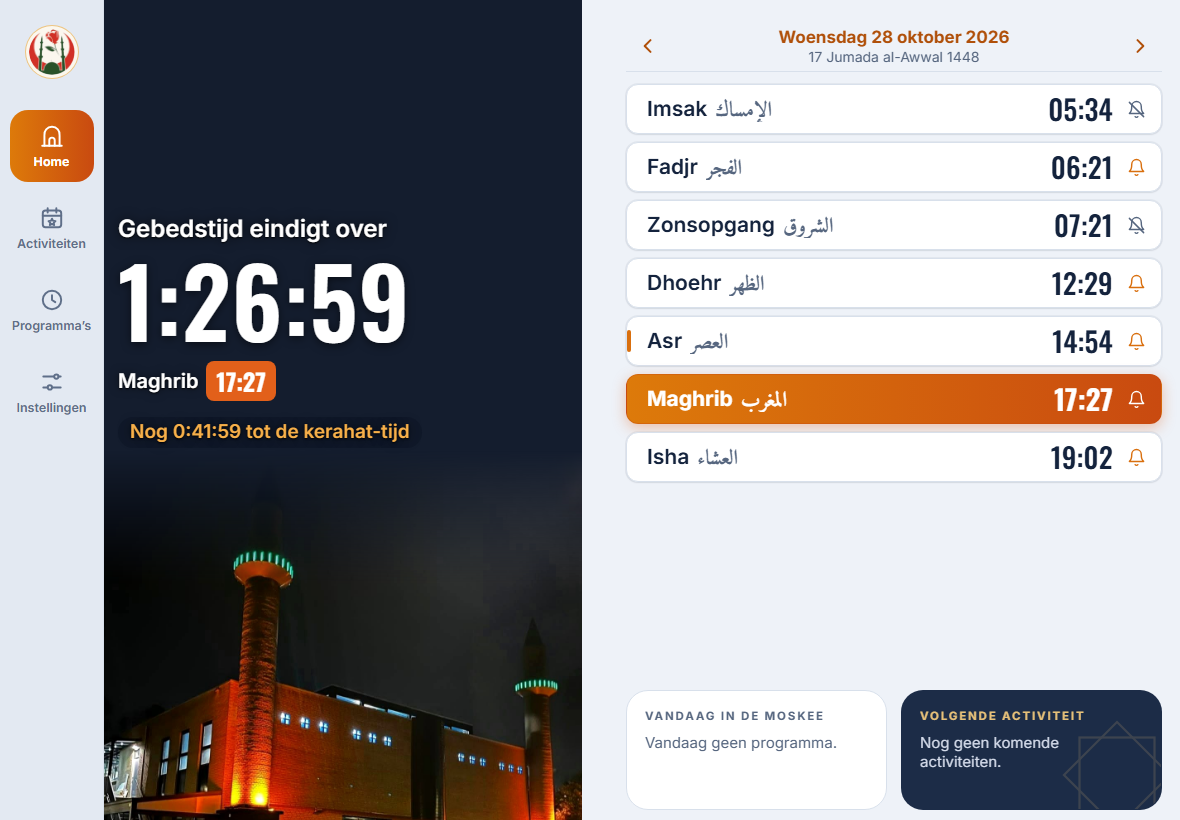 Home
Activiteiten
Programma's
Instellingen
Gebedstijd eindigt over
1:26:59
Maghrib 17:27
Nog 0:41:59 tot de kerahat-tijd
Woensdag 28 oktober 2026
17 Jumada al-Awwal 1448
Imsak الإمساك 05:34
Fadjr الفجر 06:21
Zonsopgang الشروق 07:21
Dhoehr الظهر 12:29
Asr العصر 14:54
Maghrib المغرب 17:27
Isha العشاء 19:02
VANDAAG IN DE MOSKEE
Vandaag geen programma.
VOLGENDE ACTIVITEIT
Nog geen komende
activiteiten.